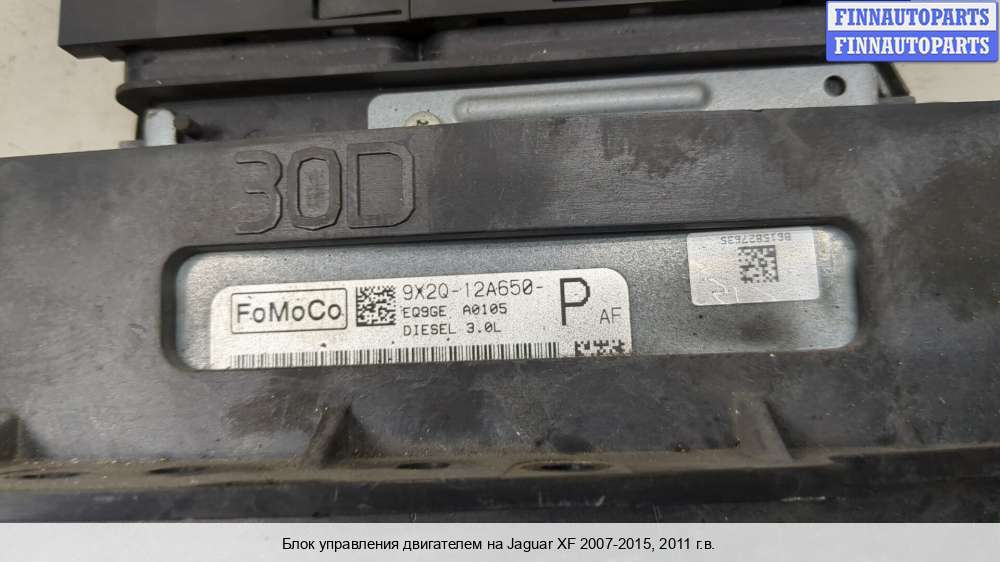 FINNAUTOPARTS
FINNAUTOPARTS
30D
8615827635
FoMoCo
9X2Q-12A650-
P
AF
EQ9GE A0105
DIESEL 3.0L
Блок управления двигателем на Jaguar XF 2007-2015, 2011 г.в.